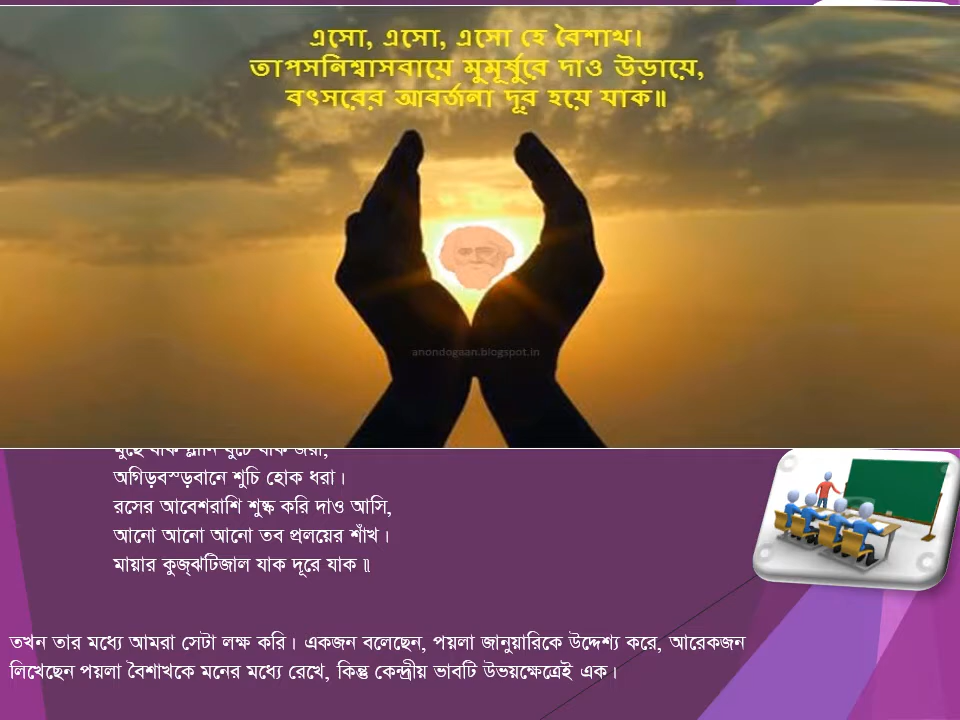 এসো, এসো, এসো হে বৈশাখ।
তাপসনিশ্বাসবায়ে মুমূর্ষুরে দাও উড়ায়ে,
বৎসরের আবর্জনা দূর হয়ে যাক॥
anondogaan.blogspot.in
মুছে যাক গ্লানি ঘুচে যাক জরা,
অগিড়বস্ড়বানে শুচি হোক ধরা।
রসের আবেশরাশি শুষ্ক করি দাও আসি,
আনো আনো আনো তব প্রলয়ের শাঁখ।
মায়ার কুজ্ঝটিজাল যাক দূরে যাক॥
তখন তার মধ্যে আমরা সেটা লক্ষ করি। একজন বলেছেন, পয়লা জানুয়ারিকে উদ্দেশ্য করে, আরেকজন
লিখেছেন পয়লা বৈশাখকে মনের মধ্যে রেখে, কিন্তু কেন্দ্রীয় ভাবটি উভয়ক্ষেত্রেই এক।